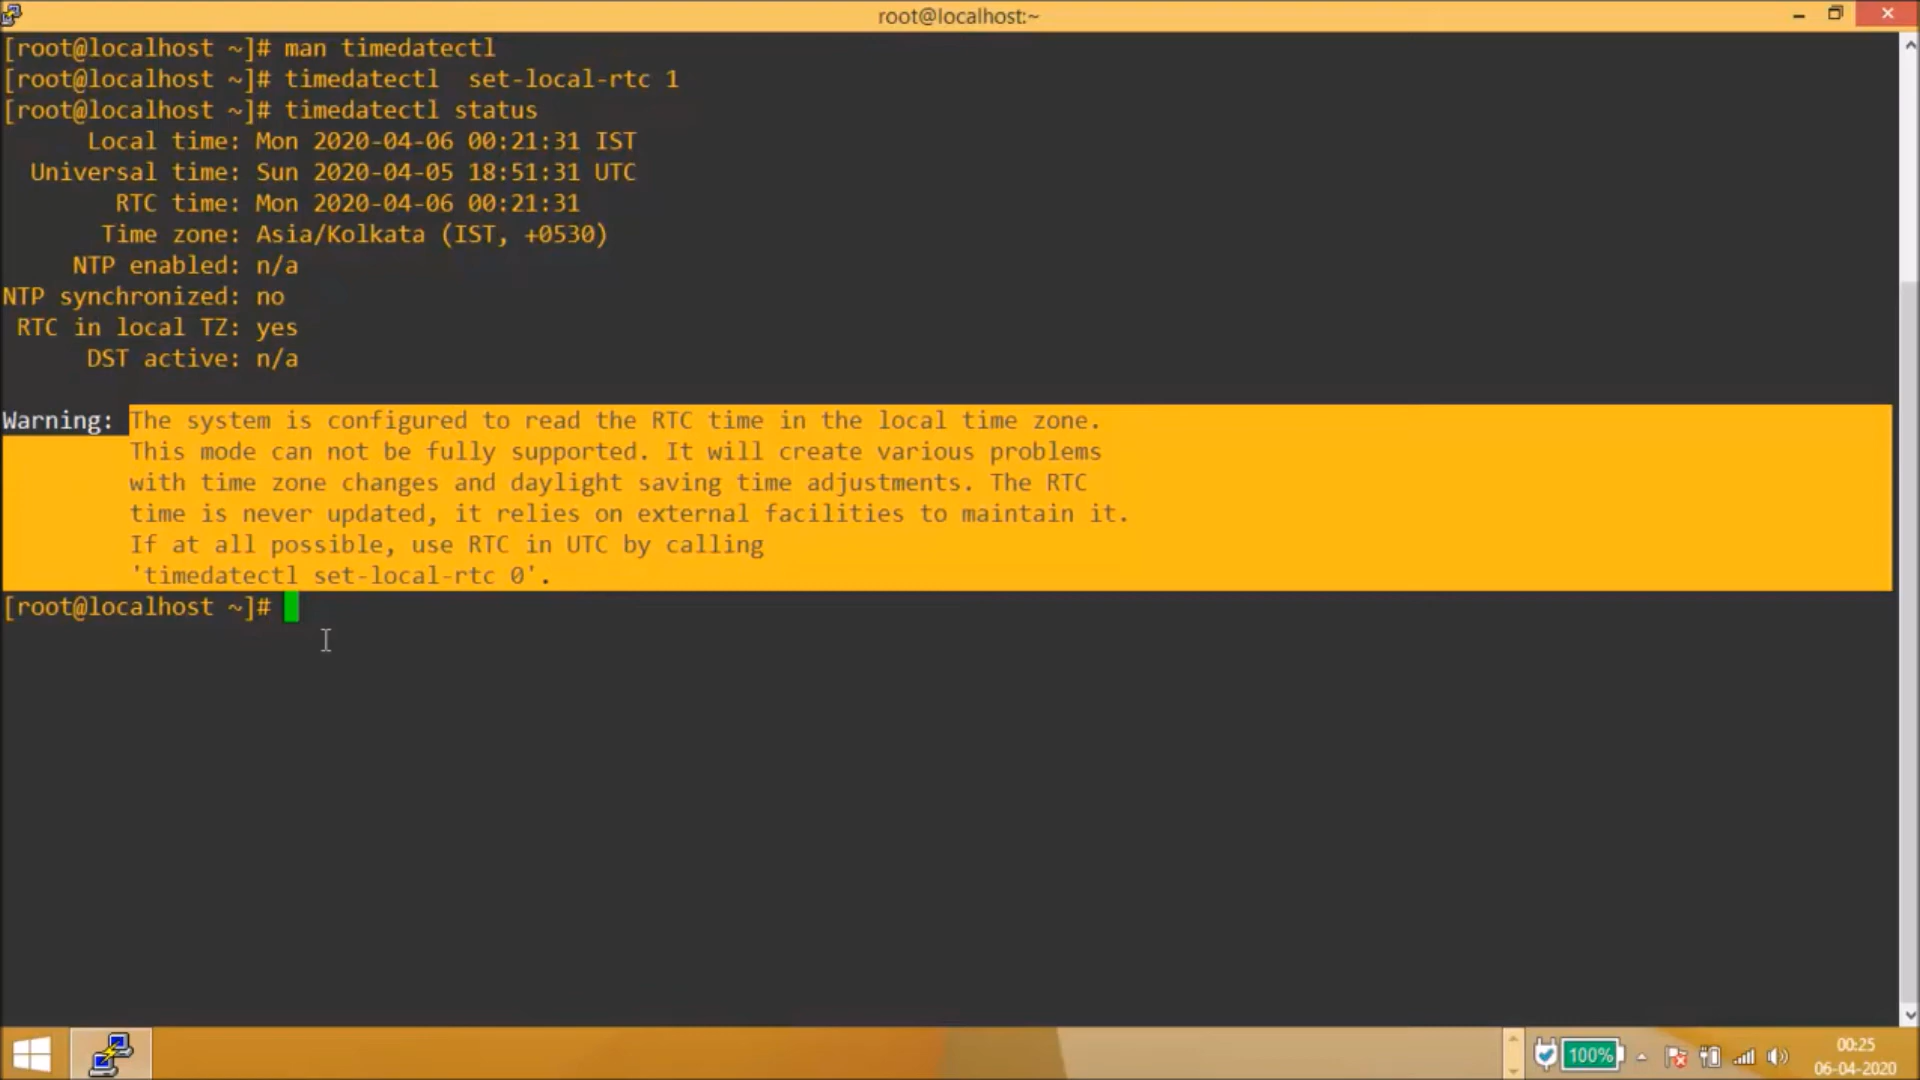 root@localhost:~
[root@localhost ~]# man timedatectl
[root@localhost ~]# timedatectl  set-local-rtc 1
[root@localhost ~]# timedatectl status
Local time: Mon 2020-04-06 00:21:31 IST
Universal time: Sun 2020-04-05 18:51:31 UTC
RTC time: Mon 2020-04-06 00:21:31
Time zone: Asia/Kolkata (IST, +0530)
NTP enabled: n/a
NTP synchronized: no
RTC in local TZ: yes
DST active: n/a
Warning: The system is configured to read the RTC time in the local time zone.
This mode can not be fully supported. It will create various problems
with time zone changes and daylight saving time adjustments. The RTC
time is never updated, it relies on external facilities to maintain it.
If at all possible, use RTC in UTC by calling
'timedatectl set-local-rtc 0'.
[root@localhost ~]#
100%
00:25
06-04-2020